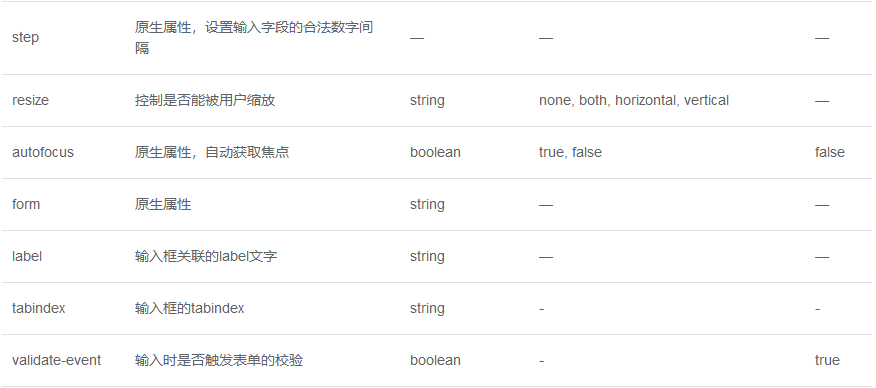 step 原生属性，设置输入字段的合法数字间隔 — — —
resize 控制是否能被用户缩放 string none, both, horizontal, vertical —
autofocus 原生属性，自动获取焦点 boolean true, false false
form 原生属性 string — —
label 输入框关联的label文字 string — —
tabindex 输入框的tabindex string - -
validate-event 输入时是否触发表单的校验 boolean - true